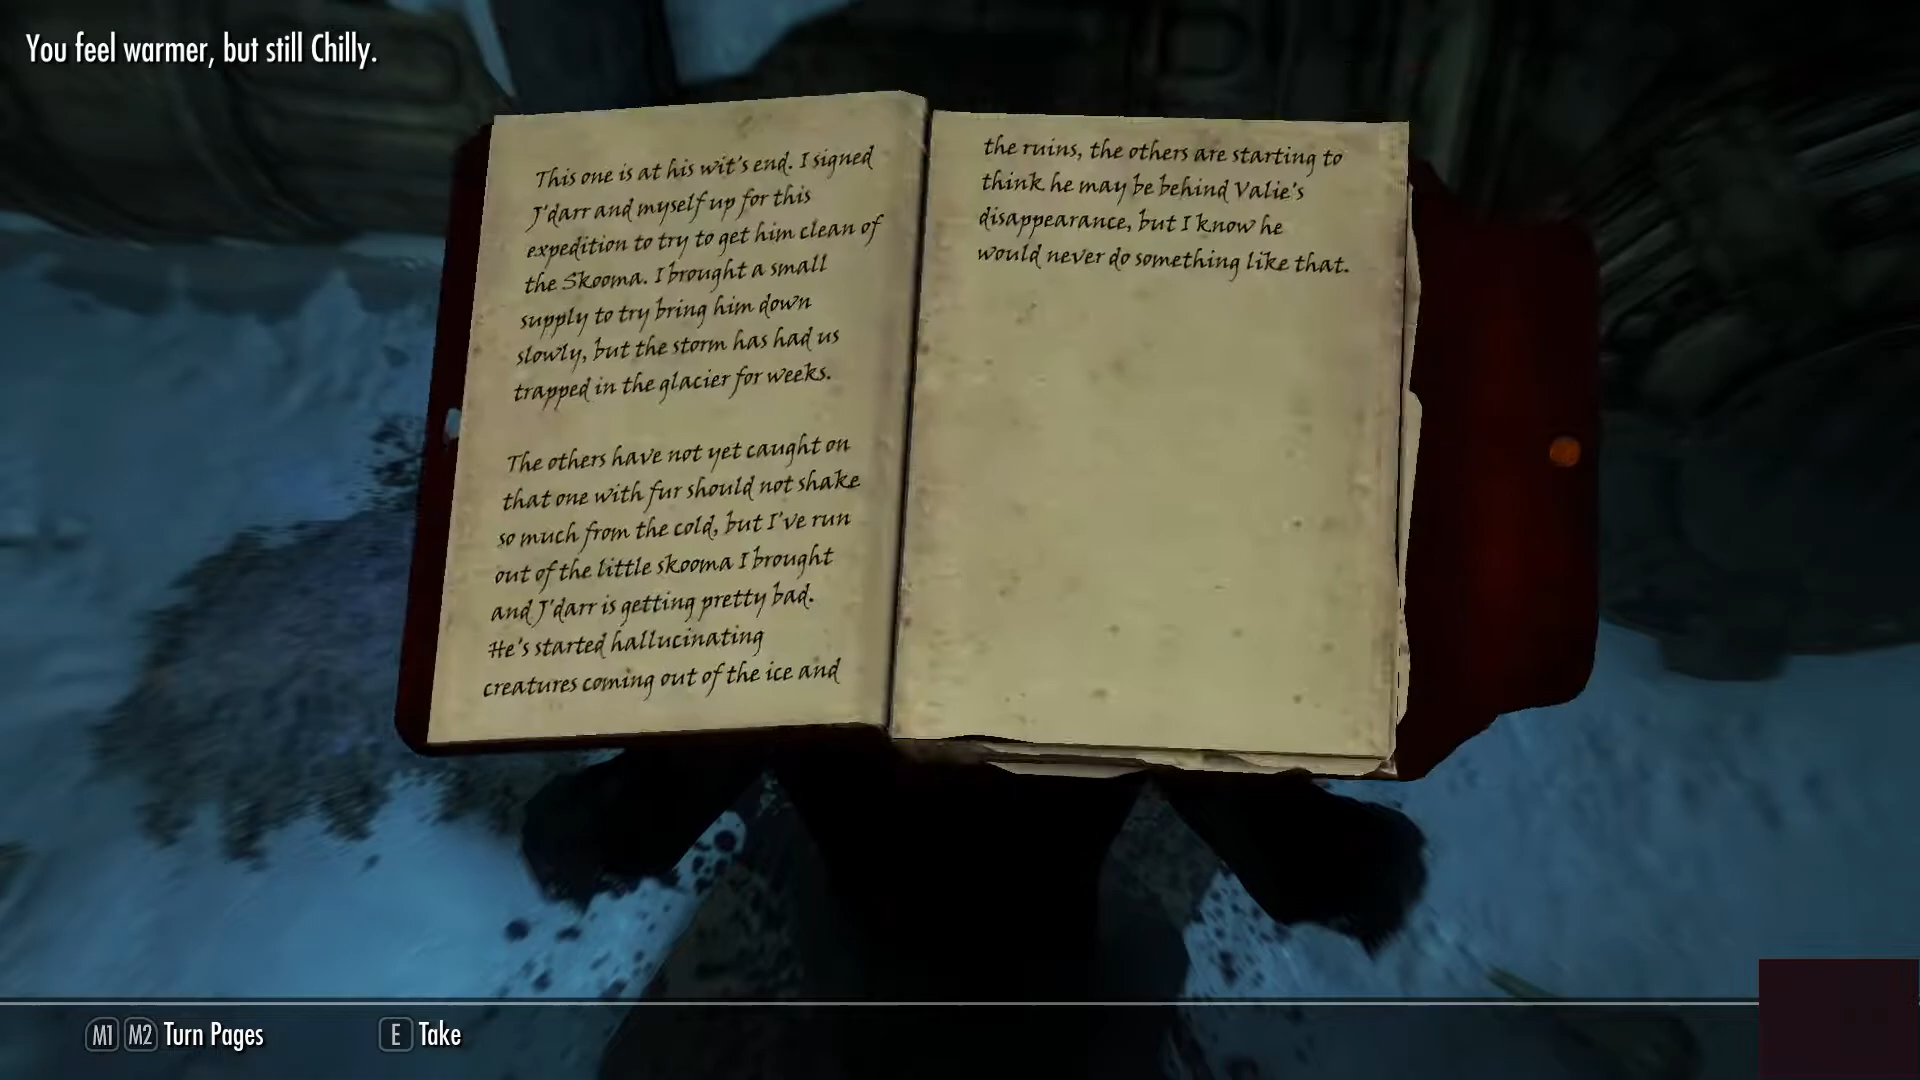 You feel warmer, but still Chilly.
This one is at his wit's end. I signed
J'darr and myself up for this
expedition to try to get him clean of
the Skooma. I brought a small
supply to try bring him down
slowly, but the storm has had us
trapped in the glacier for weeks.
The others have not yet caught on
that one with fur should not shake
so much from the cold, but I've run
out of the little skooma I brought
and J'darr is getting pretty bad.
He's started hallucinating
creatures coming out of the ice and
the ruins, the others are starting to
think he may be behind Valie's
disappearance, but I know he
would never do something like that.
M1 M2 Turn Pages
E Take